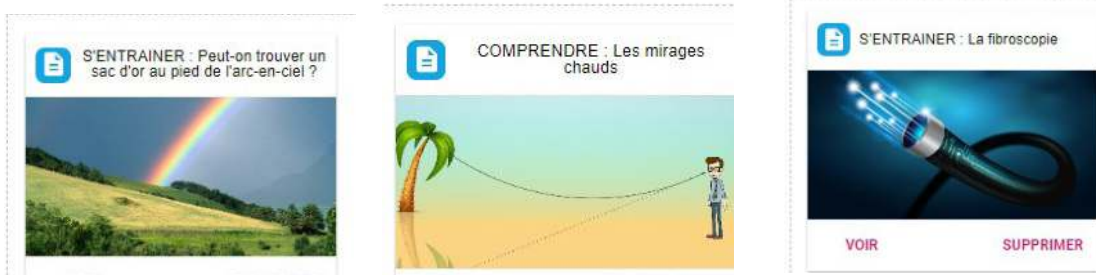 S'ENTRAINER : Peut-on trouver un
sac d'or au pied de l'arc-en-ciel ?
COMPRENDRE : Les mirages
chauds
S'ENTRAINER : La fibroscopie
VOIR
SUPPRIMER